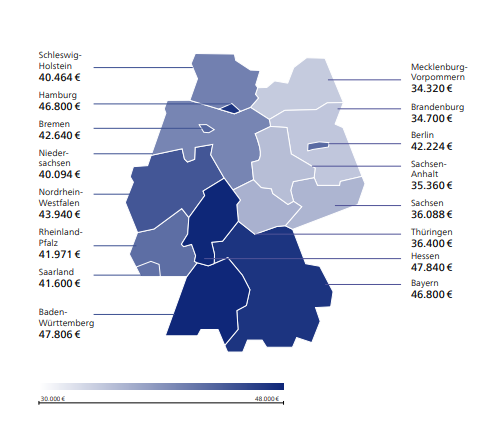 Schleswig-
Holstein
40.464 €
Hamburg
46.800 €
Bremen
42.640 €
Nieder-
sachsen
40.094 €
Nordrhein-
Westfalen
43.940 €
Rheinland-
Pfalz
41.971 €
Saarland
41.600 €
Baden-
Württemberg
47.806 €
Mecklenburg-
Vorpommern
34.320 €
Brandenburg
34.700 €
Berlin
42.224 €
Sachsen-
Anhalt
35.360 €
Sachsen
36.088 €
Thüringen
36.400 €
Hessen
47.840 €
Bayern
46.800 €
30.000 € 48.000 €